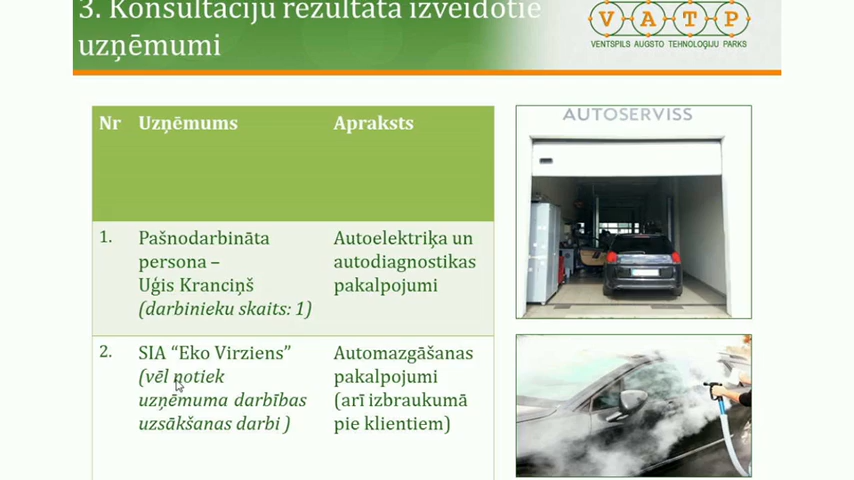 3. Konsultāciju rezultātā izveidotie
uzņēmumi
VATP
VENTSPILS AUGSTO TEHNOLOĢIJU PARKS
Nr Uzņēmums Apraksts
1. Pašnodarbināta Autoelektriķa un
persona – autodiagnostikas
Uģis Kranciņš pakalpojumi
(darbinieku skaits: 1)
2. SIA “Eko Virziens” Automazgāšanas
(vēl notiek pakalpojumi
uzņēmuma darbības (arī izbraukumā
uzsākšanas darbi ) pie klientiem)
AUTOSERVISS